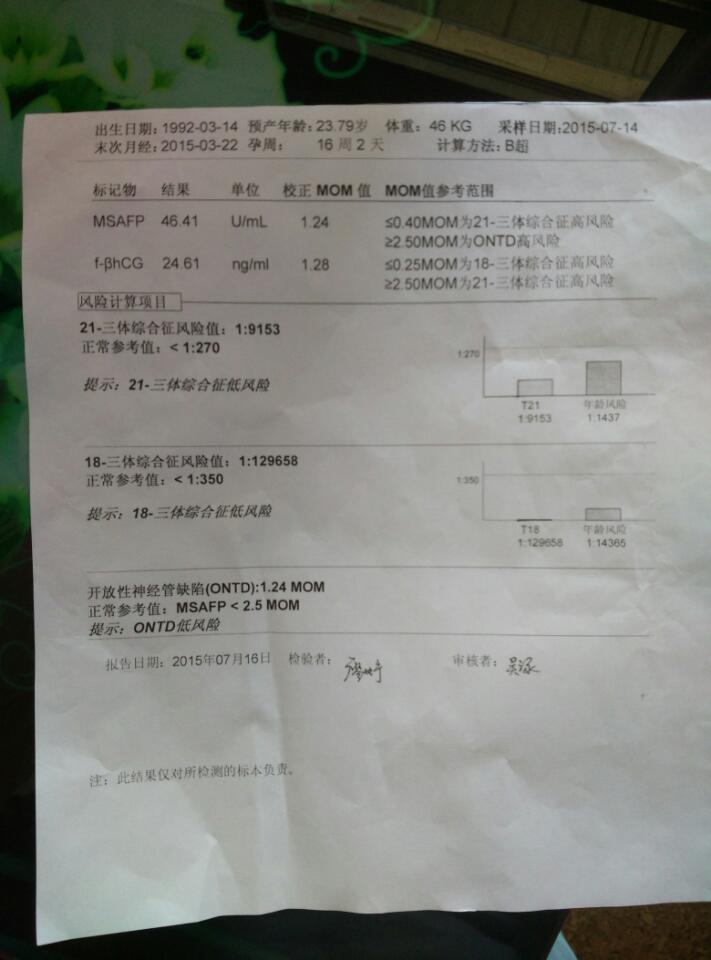 出生日期: 1992-03-14 预产年龄: 23.79岁 体重: 46 KG 采样日期: 2015-07-14
末次月经: 2015-03-22 孕周: 16 周 2 天 计算方法: B超
标记物 结果 单位 校正 MOM 值 MOM值参考范围
MSAFP 46.41 U/mL 1.24 ≤0.40MOM为21-三体综合征高风险
≥2.50MOM为ONTD高风险
f-βhCG 24.61 ng/ml 1.28 ≤0.25MOM为18-三体综合征高风险
≥2.50MOM为21-三体综合征高风险
风险计算项目
21-三体综合征风险值: 1:9153
正常参考值: < 1:270
提示: 21-三体综合征低风险
1:270
T21 年龄风险
1:9153 1:1437
18-三体综合征风险值: 1:129658
正常参考值: < 1:350
提示: 18-三体综合征低风险
1:350
T18 年龄风险
1:129658 1:14365
开放性神经管缺陷(ONTD):1.24 MOM
正常参考值: MSAFP < 2.5 MOM
提示: ONTD低风险
报告日期: 2015年07月16日 检验者: 审核者:
注: 此结果仅对所检测的标本负责。